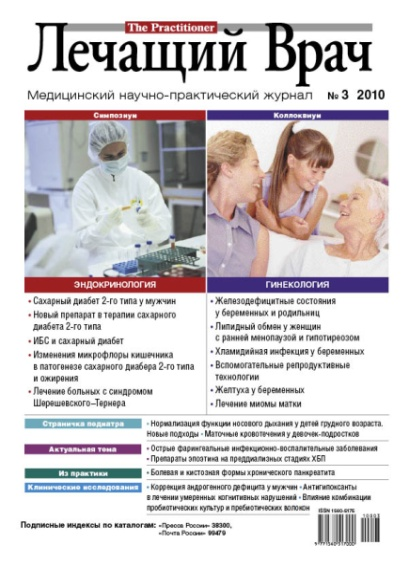 The Practitioner
Лечащий Врач
Медицинский научно-практический журнал № 3 2010
Симпозиум
Коллоквиум
ЭНДОКРИНОЛОГИЯ
• Сахарный диабет 2-го типа у мужчин
• Новый препарат в терапии сахарного
диабета 2-го типа
• ИБС и сахарный диабет
• Изменения микрофлоры кишечника
в патогенезе сахарного диабера 2-го типа
и ожирения
• Лечение больных с синдромом
Шерешевского–Тернера
ГИНЕКОЛОГИЯ
• Железодефицитные состояния
у беременных и родильниц
• Липидный обмен у женщин
с ранней менопаузой и гипотиреозом
• Хламидийная инфекция у беременных
• Вспомогательные репродуктивные
технологии
• Желтуха у беременных
• Лечение миомы матки
Страничка педиатра
• Нормализация функции носового дыхания у детей грудного возраста.
Новые подходы • Маточные кровотечения у девочек-подростков
Актуальная тема
• Острые фарингеальные инфекционно-воспалительные заболевания
• Препараты эпоэтина на преддиализных стадиях ХБП
Из практики
• Болевая и кистозная формы хронического панкреатита
Клинические исследования
• Коррекция андрогенного дефицита у мужчин • Антигипоксанты
в лечении умеренных когнитивных нарушений • Влияние комбинации
пробиотических культур и пребиотических волокон
Подписные индексы по каталогам: «Пресса России» 38300,
«Почта России» 99479